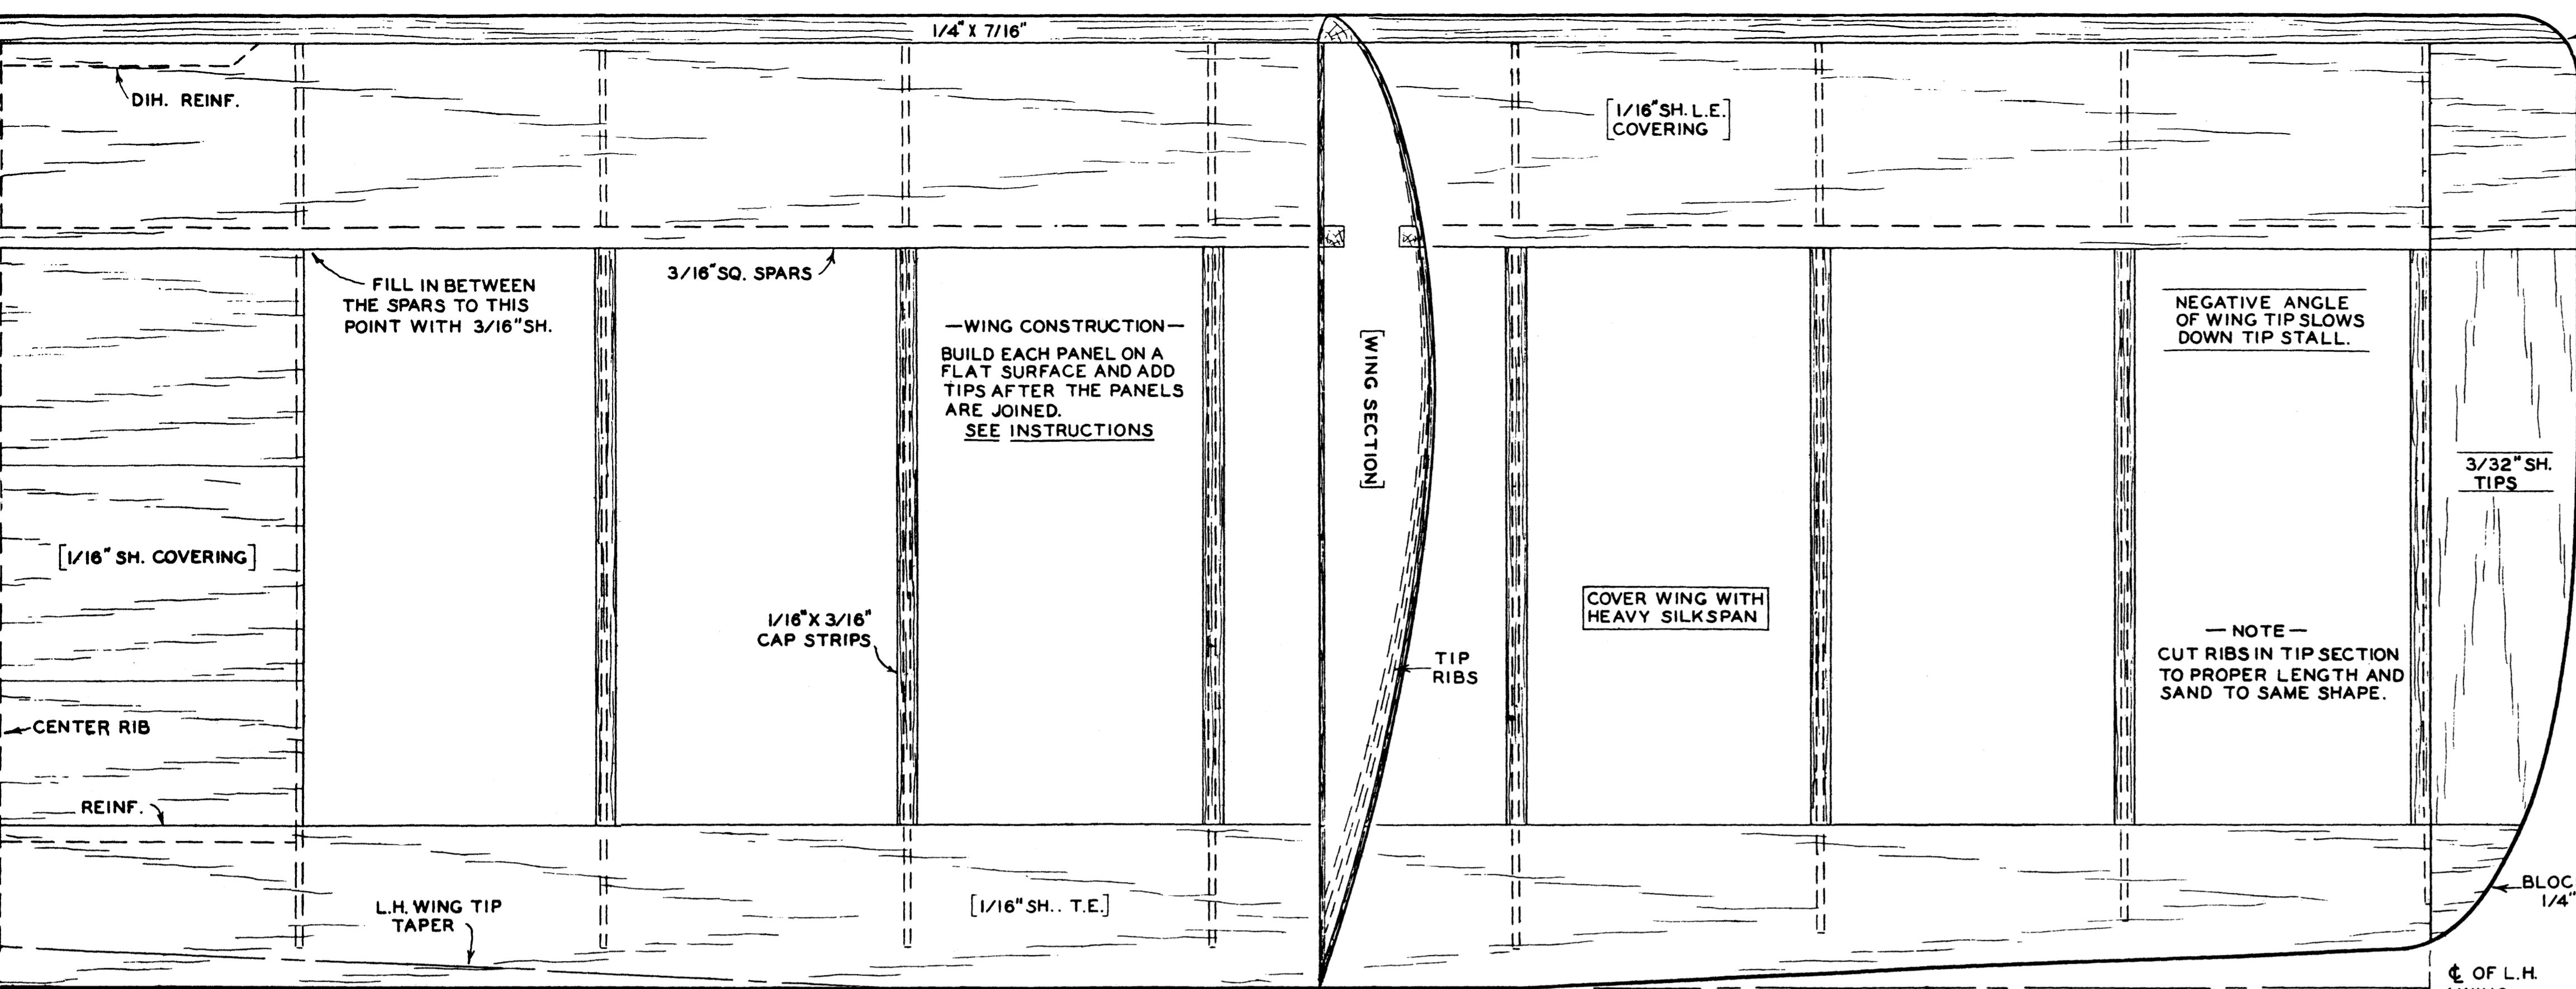 1/4" X 7/16"
DIH. REINF.
[1/16" SH. L.E.
COVERING]
FILL IN BETWEEN
THE SPARS TO THIS
POINT WITH 3/16" SH.
3/16" SQ. SPARS
—WING CONSTRUCTION—
BUILD EACH PANEL ON A
FLAT SURFACE AND ADD
TIPS AFTER THE PANELS
ARE JOINED.
SEE INSTRUCTIONS
[WING SECTION]
NEGATIVE ANGLE
OF WING TIP SLOWS
DOWN TIP STALL.
3/32" SH.
TIPS
[1/16" SH. COVERING]
1/16" X 3/16"
CAP STRIPS
COVER WING WITH
HEAVY SILKSPAN
TIP
RIBS
— NOTE —
CUT RIBS IN TIP SECTION
TO PROPER LENGTH AND
SAND TO SAME SHAPE.
CENTER RIB
REINF.
L.H. WING TIP
TAPER
[1/16" SH.. T.E.]
BLOC
1/4"
℄ OF L.H.